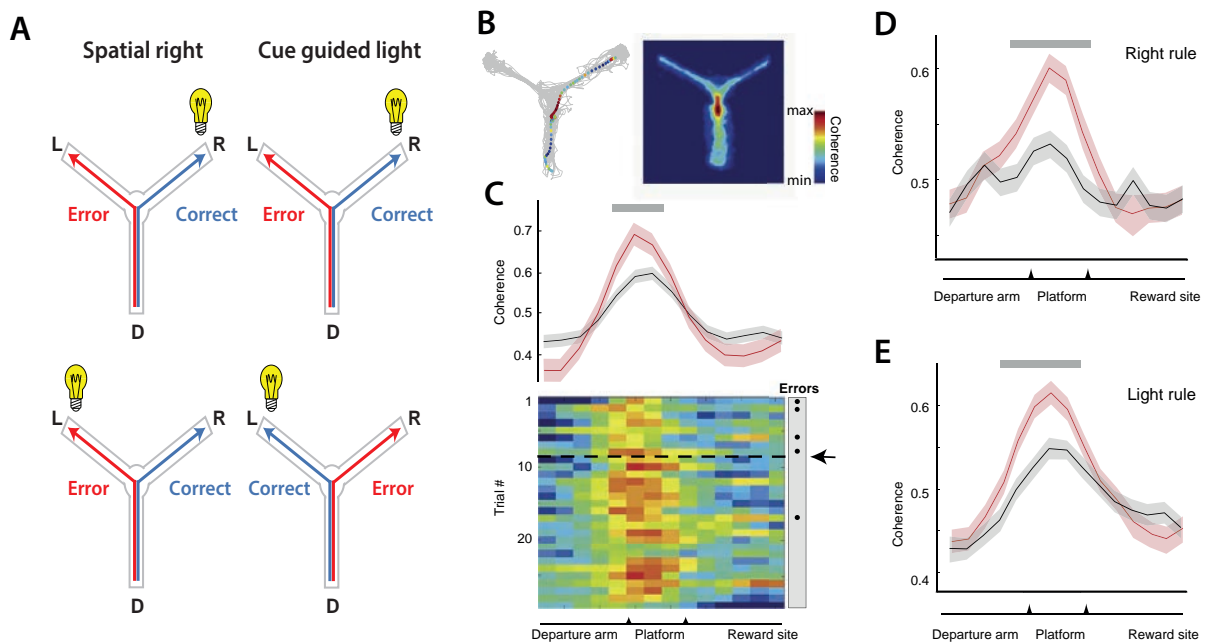 A
Spatial right
Cue guided light
L
R
L
R
Error
Correct
Error
Correct
D
D
L
R
L
R
Error
Correct
Correct
Error
D
D
B
max
min
Coherence
C
0.7
0.6
0.5
0.4
Coherence
Errors
1
10
20
Trial #
Departure arm
Platform
Reward site
D
Right rule
0.6
0.5
Coherence
Departure arm
Platform
Reward site
E
Light rule
0.6
0.5
0.4
Coherence
Departure arm
Platform
Reward site